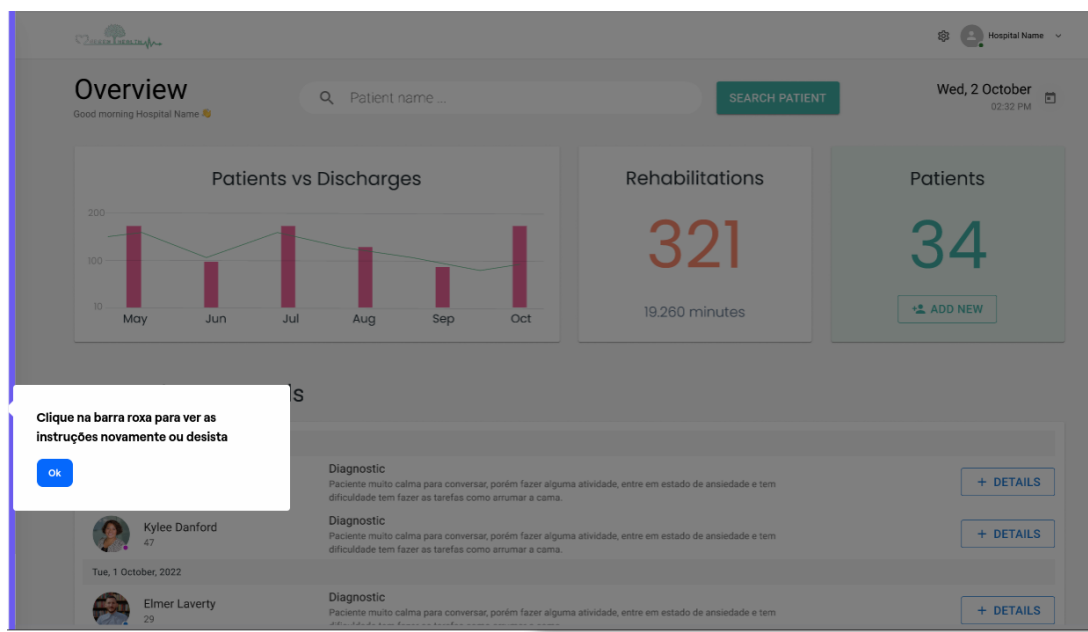 Hospital Name
Overview
Good morning Hospital Name 👋
Patient name ...
SEARCH PATIENT
Wed, 2 October
02:32 PM
Patients vs Discharges
200
100
10
May Jun Jul Aug Sep Oct
Rehabilitations
321
19.260 minutes
Patients
34
ADD NEW
s
Clique na barra roxa para ver as
instruções novamente ou desista
Ok
Diagnostic
Paciente muito calma para conversar, porém fazer alguma atividade, entre em estado de ansiedade e tem
dificuldade tem fazer as tarefas como arrumar a cama.
+ DETAILS
Kylee Danford
47
Diagnostic
Paciente muito calma para conversar, porém fazer alguma atividade, entre em estado de ansiedade e tem
dificuldade tem fazer as tarefas como arrumar a cama.
+ DETAILS
Tue, 1 October, 2022
Elmer Laverty
29
Diagnostic
Paciente muito calma para conversar, porém fazer alguma atividade, entre em estado de ansiedade e tem
+ DETAILS